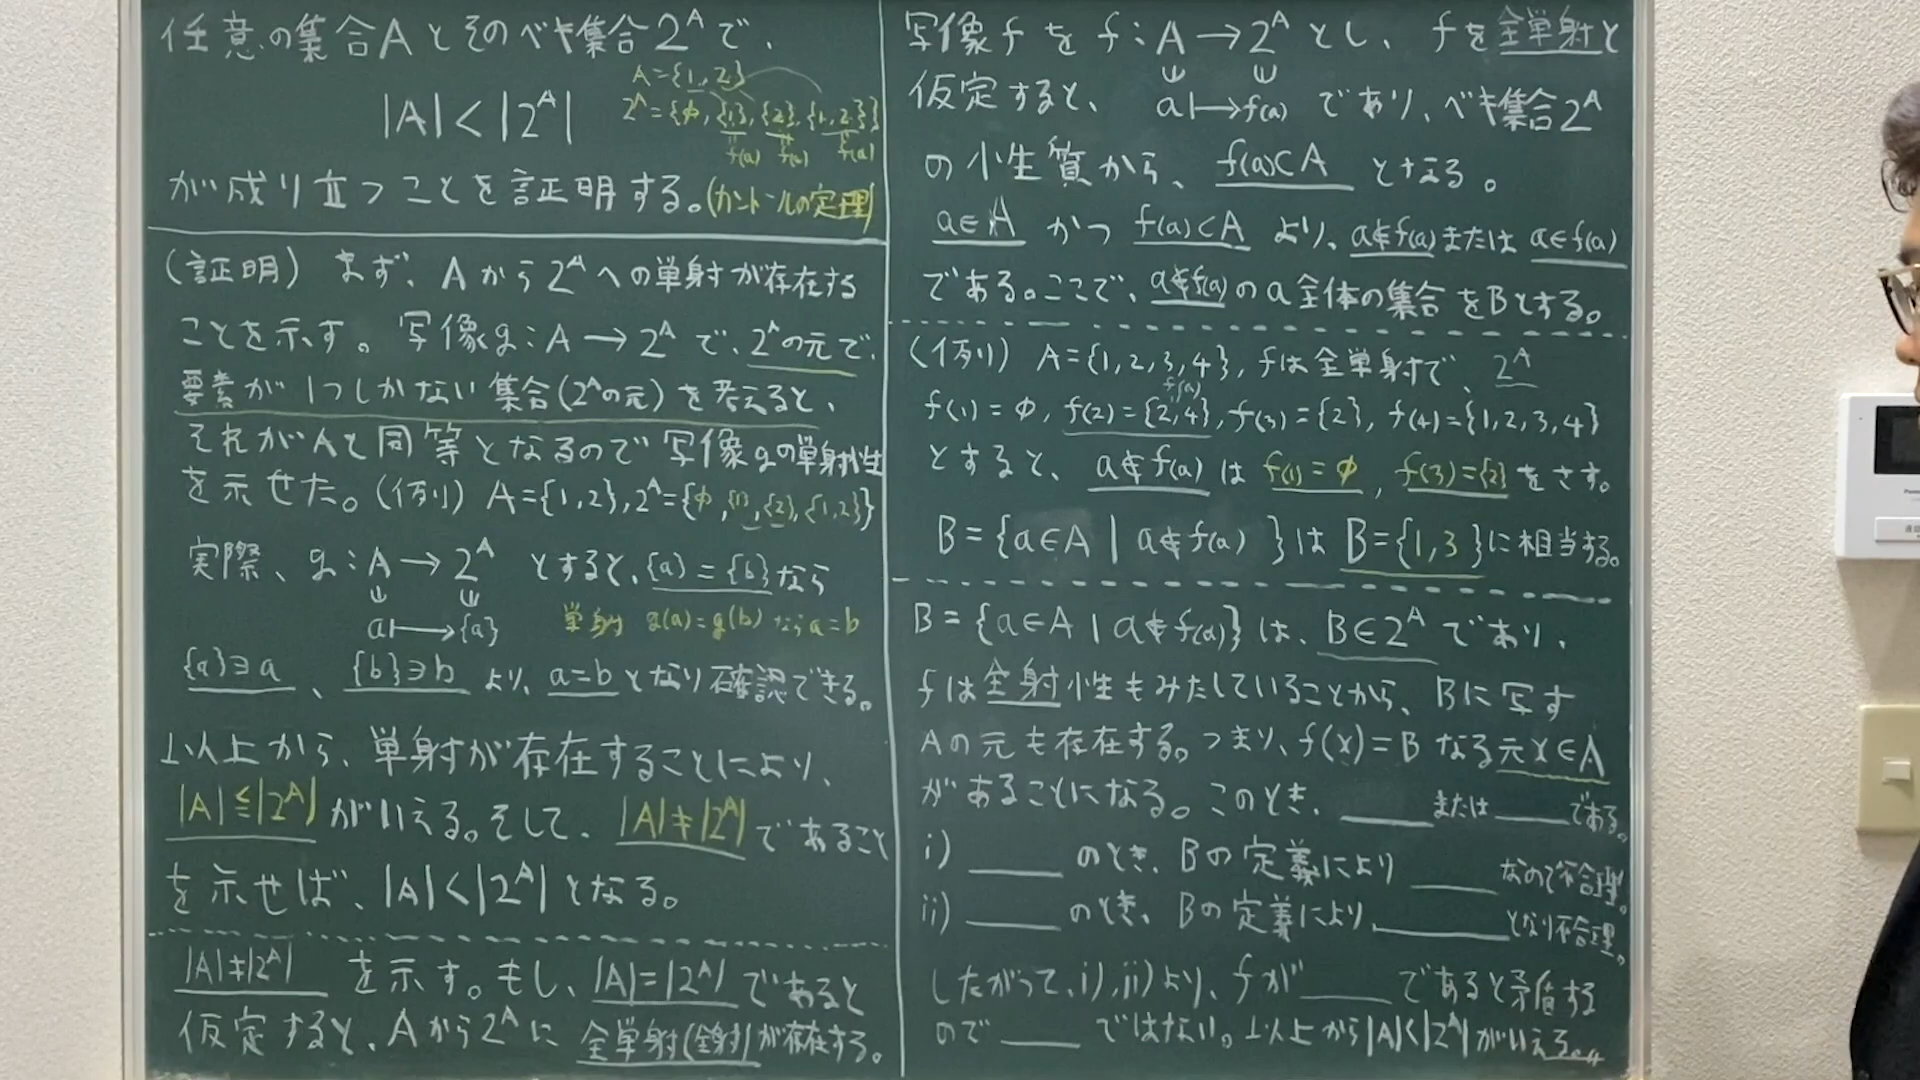 任意の集合Aとそのベキ集合2^Aで、
A={1,2}
2^A={φ,{1},{2},{1,2}}
|A|<|2^A|
f(a) f(a) f(a)
が成り立つことを証明する。(カントールの定理)
(証明) まず、Aから2^Aへの単射が存在する
ことを示す。写像g:A→2^Aで、2^Aの元で、
要素が1つしかない集合(2^Aの元)を考えると、
それがAと同等となるので写像gの単射性
を示せた。(例) A={1,2},2^A={φ,{1},{2},{1,2}}
実際、g:A→2^A とすると、{a}={b}なら
a↦{a} 単射 g(a)=g(b) ならa=b
{a}∋a、{b}∋b より、a=bとなり確認できる。
以上から、単射が存在することにより、
|A|≦|2^A|がいえる。そして、|A|≠|2^A|であること
を示せば、|A|<|2^A|となる。
|A|≠|2^A| を示す。もし、|A|=|2^A|であると
仮定すると、Aから2^Aに全単射(全射)が存在する。
写像fをf:A→2^Aとし、fを全単射と
仮定すると、a↦f(a) であり、ベキ集合2^A
の性質から、f(a)⊂A となる。
a∈A かつ f(a)⊂A より、a∉f(a)または a∈f(a)
である。ここで、a∉f(a)のa全体の集合をBとする。
(例) A={1,2,3,4},fは全単射で、2^A
f(a)
f(1)=φ, f(2)={2,4}, f(3)={2}, f(4)={1,2,3,4}
とすると、a∉f(a)は f(1)=φ, f(3)={2}をさす。
B={a∈A | a∉f(a) }は B={1,3}に相当する。
B={a∈A | a∉f(a)}は、B∈2^Aであり、
fは全射性もみたしていることから、Bに写す
Aの元も存在する。つまり、f(x)=Bなる元x∈A
があることになる。このとき、____または____である。
i) ____のとき、Bの定義により____なので不合理。
ii) ____のとき、Bの定義により、____となり不合理。
したがって、i),ii)より、fが____であると矛盾する
ので____ではない。以上から|A|<|2^A|がいえる。